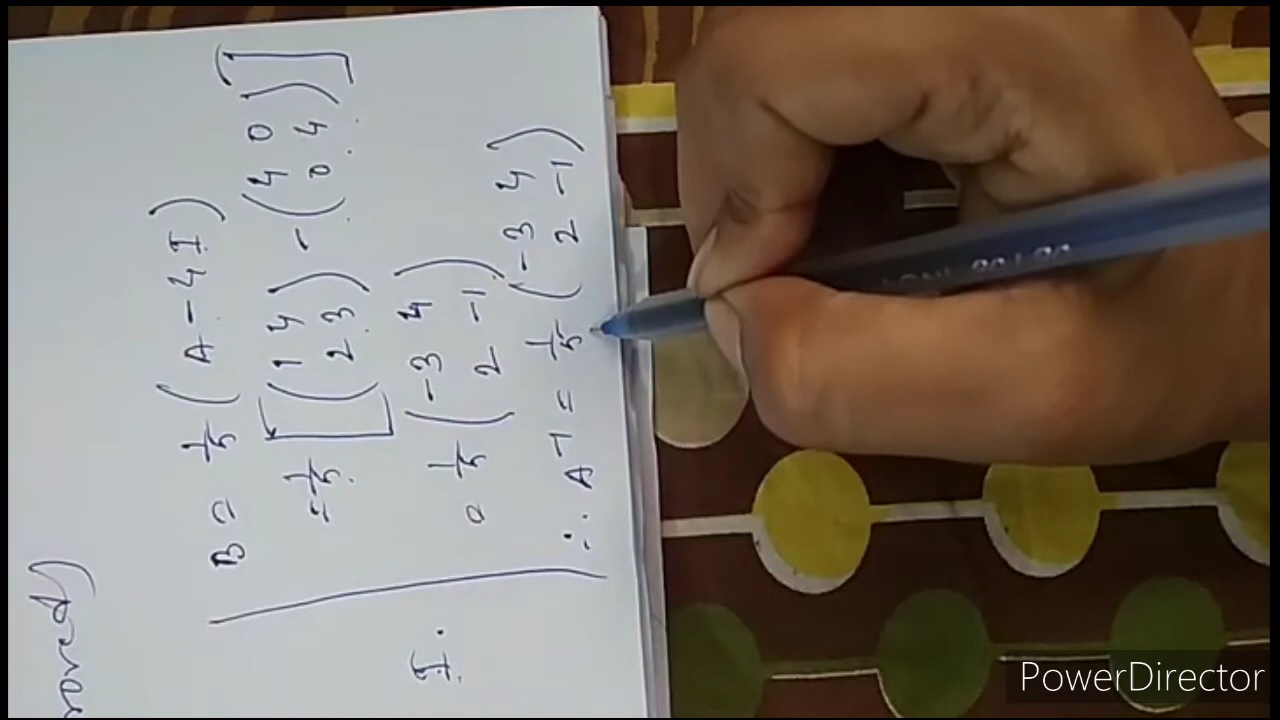 B = 1/5 (A - 4I)
= 1/5 [(1 4 2 3) - (4 0 0 4)]
= 1/5 (-3 4 2 -1)
∴ A⁻¹ = 1/5 (-3 4 2 -1)
I.
PowerDirector